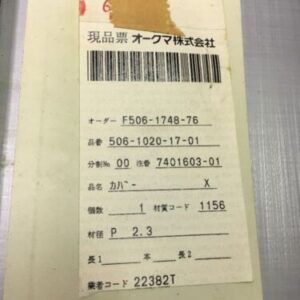 6
現品票 オークマ株式会社
オーダー F506-1748-76
品番 506-1020-17-01
分割No 00 注番 7401603-01
品名 ｶﾊﾞｰ X
個数 1 材質コード 1156
材径 P 2.3
長1 本 長2
業者コード 22382T